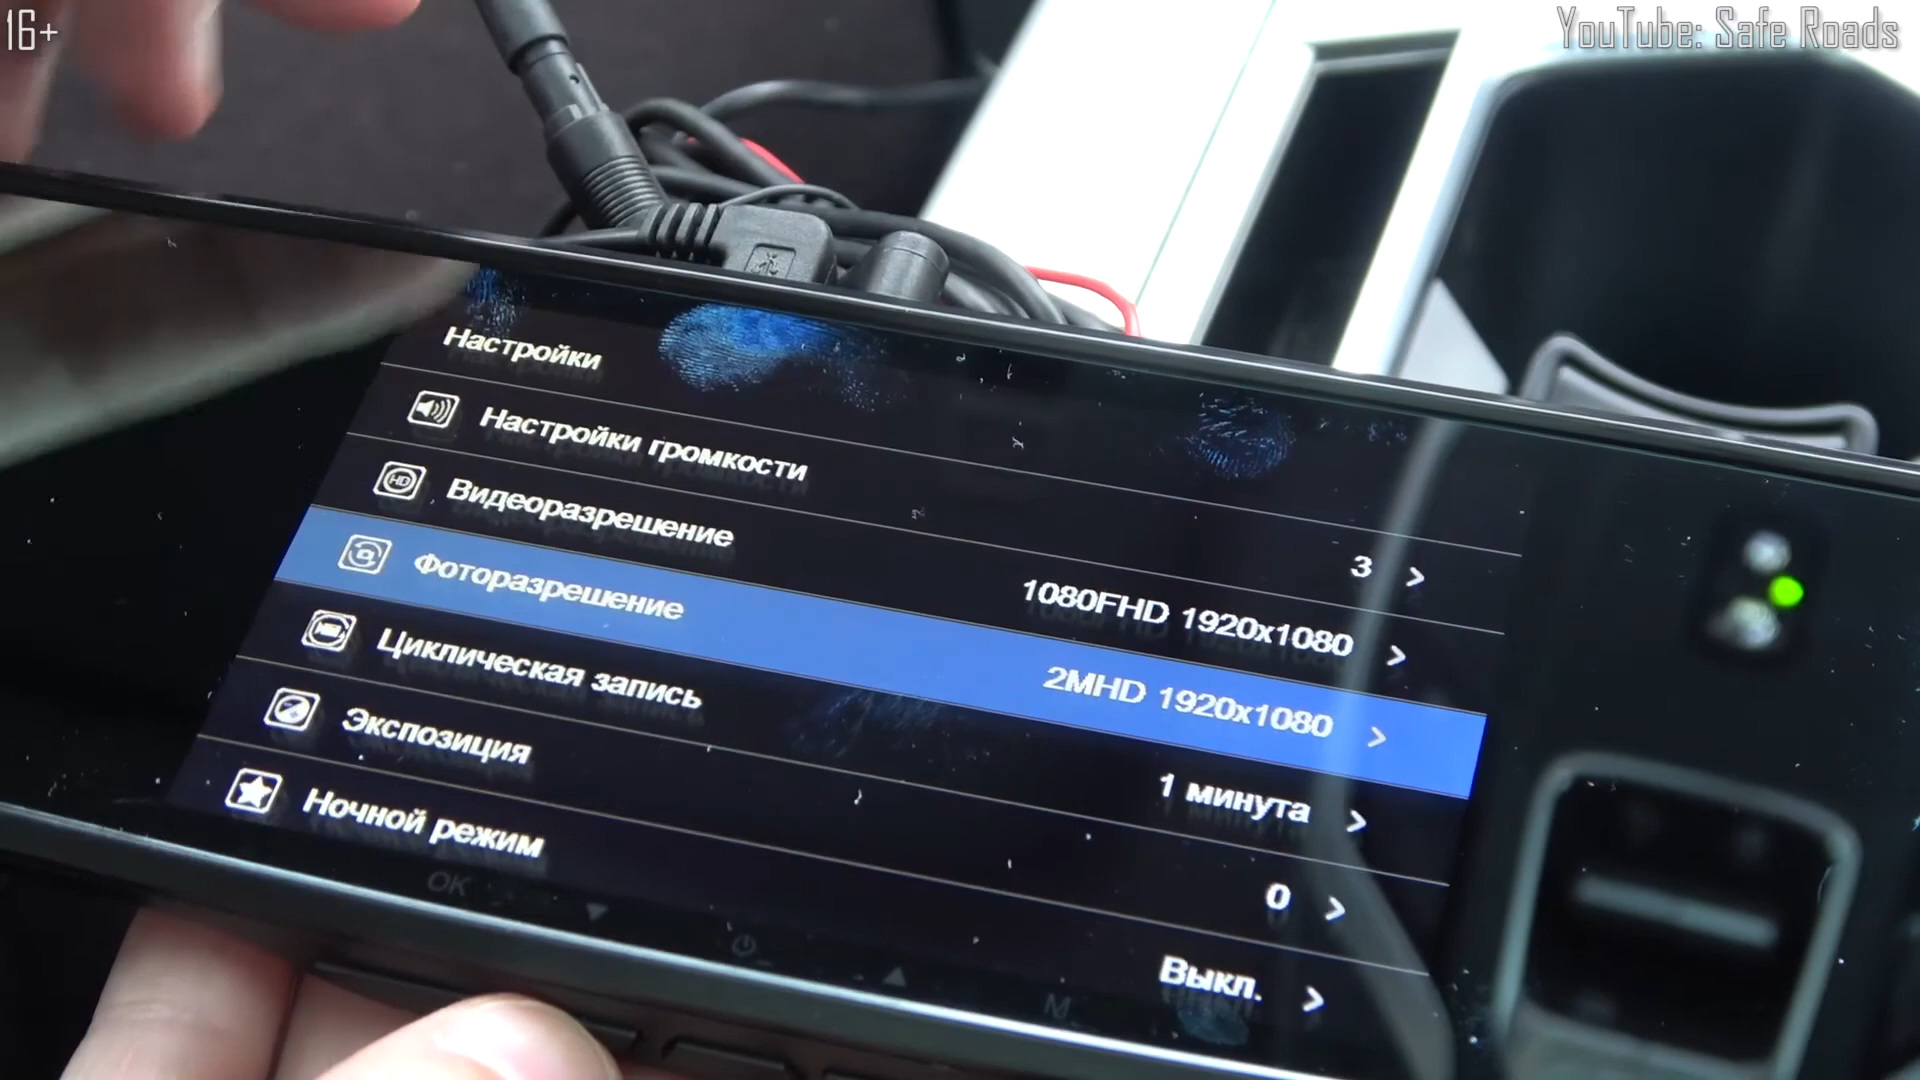 16+
YouTube: Safe Roads
Настройки
Настройки громкости 3 >
HD Видеоразрешение 1080FHD 1920x1080 >
Фоторазрешение 2MHD 1920x1080 >
Циклическая запись 1 минута >
Экспозиция 0 >
Ночной режим Выкл. >
OK
M